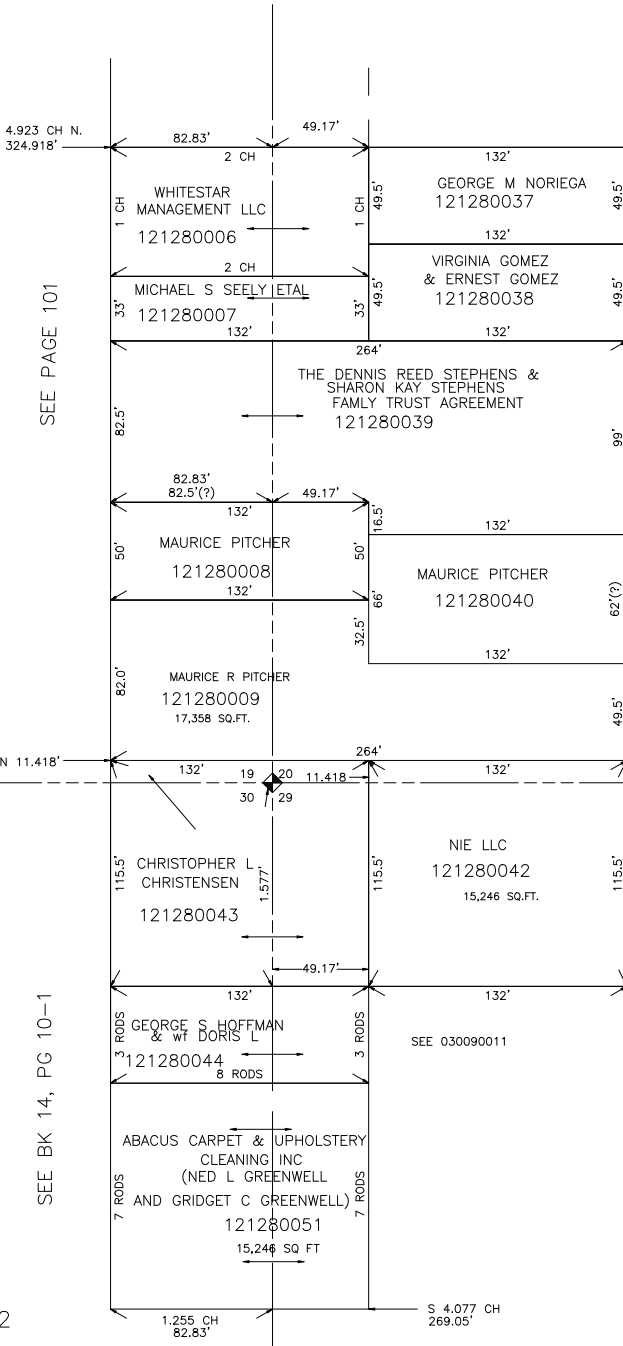 4.923 CH N.
324.918'
82.83'
49.17'
2 CH
132'
WHITESTAR
MANAGEMENT LLC
121280006
1 CH
1 CH
49.5'
GEORGE M NORIEGA
121280037
49.5'
132'
VIRGINIA GOMEZ
& ERNEST GOMEZ
121280038
49.5'
49.5'
2 CH
MICHAEL S SEELY ETAL
121280007
33'
33'
132'
132'
264'
SEE PAGE 101
THE DENNIS REED STEPHENS &
SHARON KAY STEPHENS
FAMLY TRUST AGREEMENT
121280039
82.5'
99'
82.83'
82.5'(?)
49.17'
132'
16.5'
132'
MAURICE PITCHER
121280008
50'
50'
132'
MAURICE PITCHER
121280040
66'
62'(?)
32.5'
132'
MAURICE R PITCHER
121280009
17,358 SQ.FT.
82.0'
49.5'
N 11.418'
264'
132'
132'
19 20
30 29
11.418
CHRISTOPHER L
CHRISTENSEN
121280043
115.5'
1.577'
115.5'
NIE LLC
121280042
15,246 SQ.FT.
115.5'
49.17'
132'
132'
SEE BK 14, PG 10-1
GEORGE S HOFFMAN
& wf DORIS L
121280044
3 RODS
3 RODS
8 RODS
SEE 030090011
ABACUS CARPET & UPHOLSTERY
CLEANING INC
(NED L GREENWELL
AND GRIDGET C GREENWELL)
121280051
15,246 SQ FT
7 RODS
7 RODS
1.255 CH
82.83'
S 4.077 CH
269.05'
2